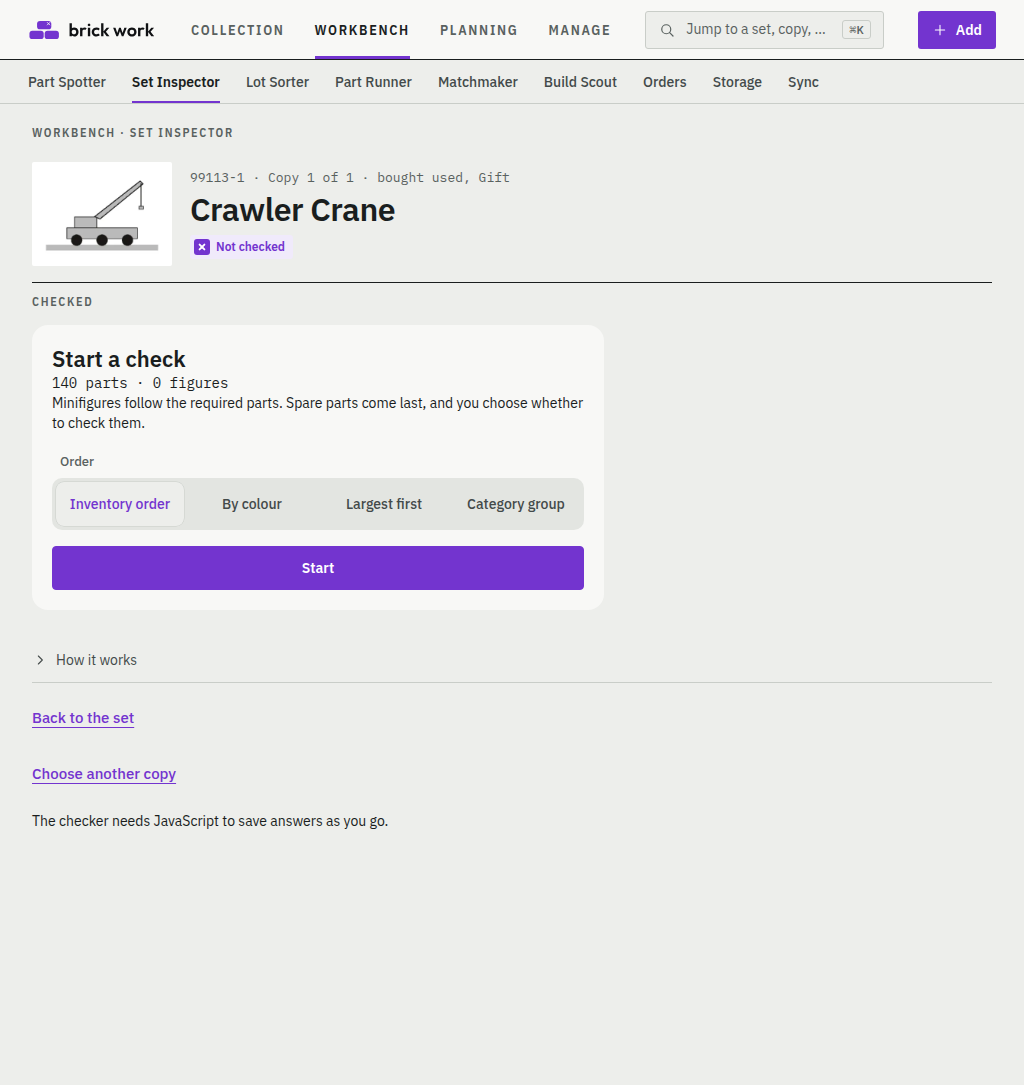 brick work
COLLECTION
WORKBENCH
PLANNING
MANAGE
Jump to a set, copy, ...
⌘K
Add
Part Spotter
Set Inspector
Lot Sorter
Part Runner
Matchmaker
Build Scout
Orders
Storage
Sync
WORKBENCH · SET INSPECTOR
99113-1 · Copy 1 of 1 · bought used, Gift
Crawler Crane
Not checked
CHECKED
Start a check
140 parts · 0 figures
Minifigures follow the required parts. Spare parts come last, and you choose whether
to check them.
Order
Inventory order
By colour
Largest first
Category group
Start
How it works
Back to the set
Choose another copy
The checker needs JavaScript to save answers as you go.